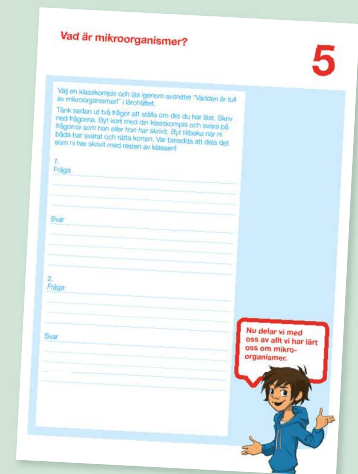 Vad är mikroorganismer?
5
Välj en klasskompis och läs igenom avsnittet "Världen är full
av mikroorganismer!" i lärohäftet.
Tänk sedan ut två frågor att ställa om det du har läst. Skriv
ned frågorna. Byt kort med din klasskompis och svara på
frågorna som han eller hon har skrivit. Byt tillbaka när ni
båda har svarat och rätta korten. Var beredda att dela det
som ni har skrivit med resten av klassen!
1.
Fråga
Svar
2.
Fråga
Svar
Nu delar vi med
oss av allt vi har lärt
oss om mikro-
organismer.